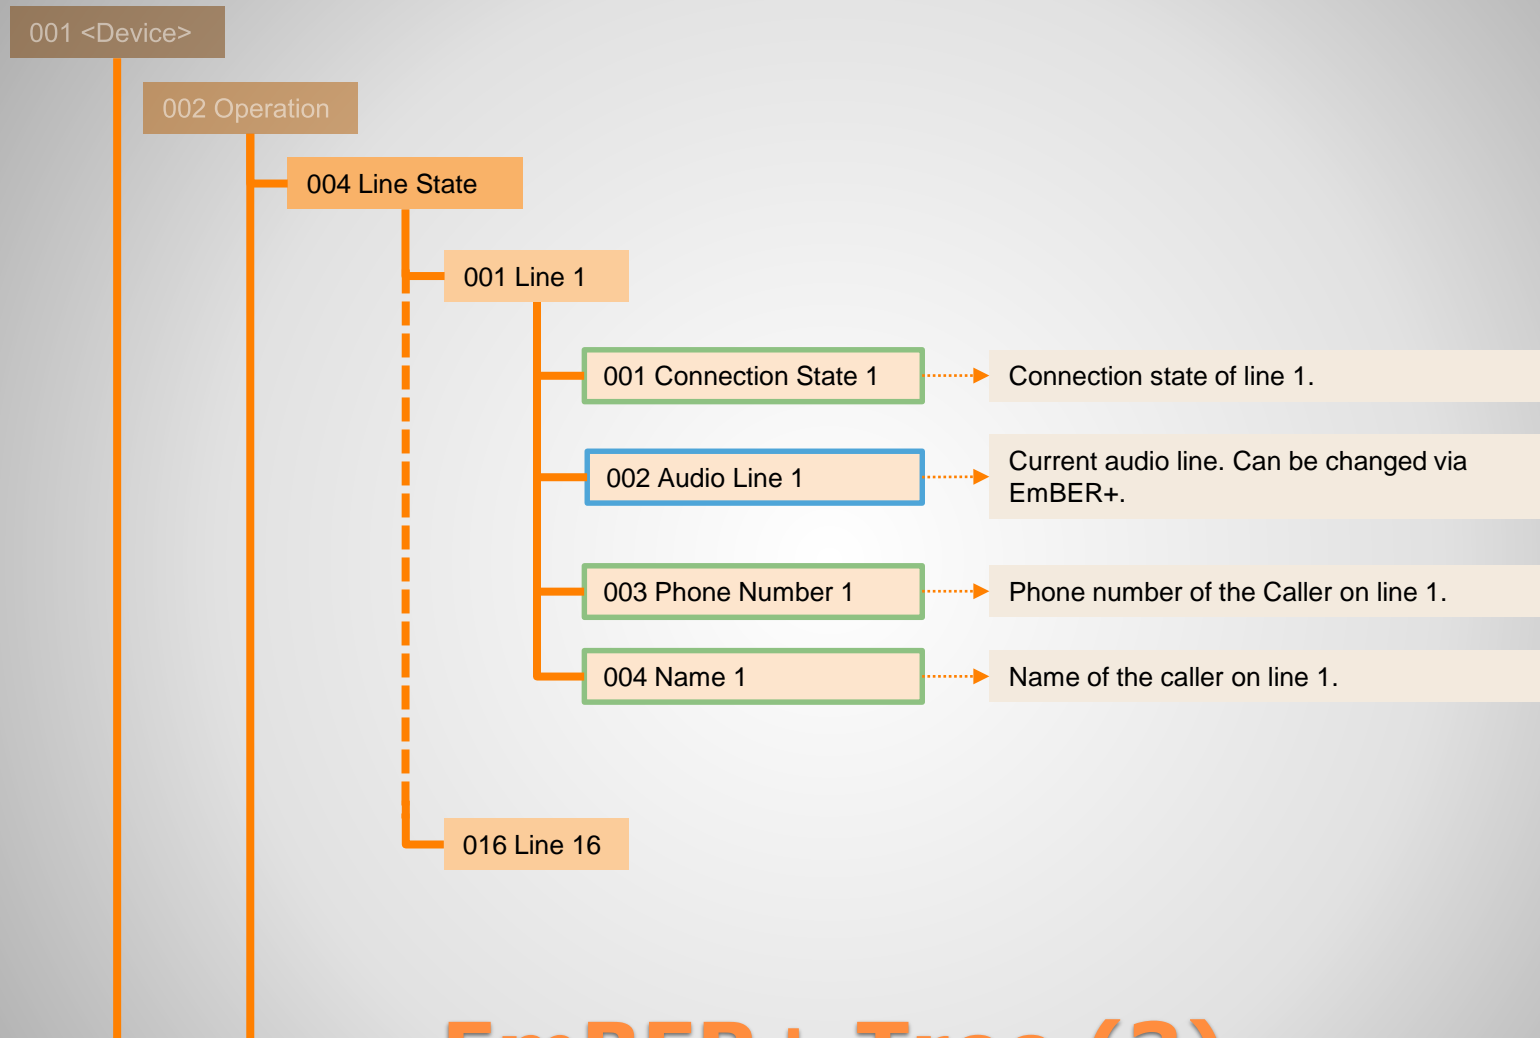 001 <Device>
002 Operation
004 Line State
001 Line 1
001 Connection State 1
Connection state of line 1.
002 Audio Line 1
Current audio line. Can be changed via
EmBER+.
003 Phone Number 1
Phone number of the Caller on line 1.
004 Name 1
Name of the caller on line 1.
016 Line 16
EmBER+ Tree